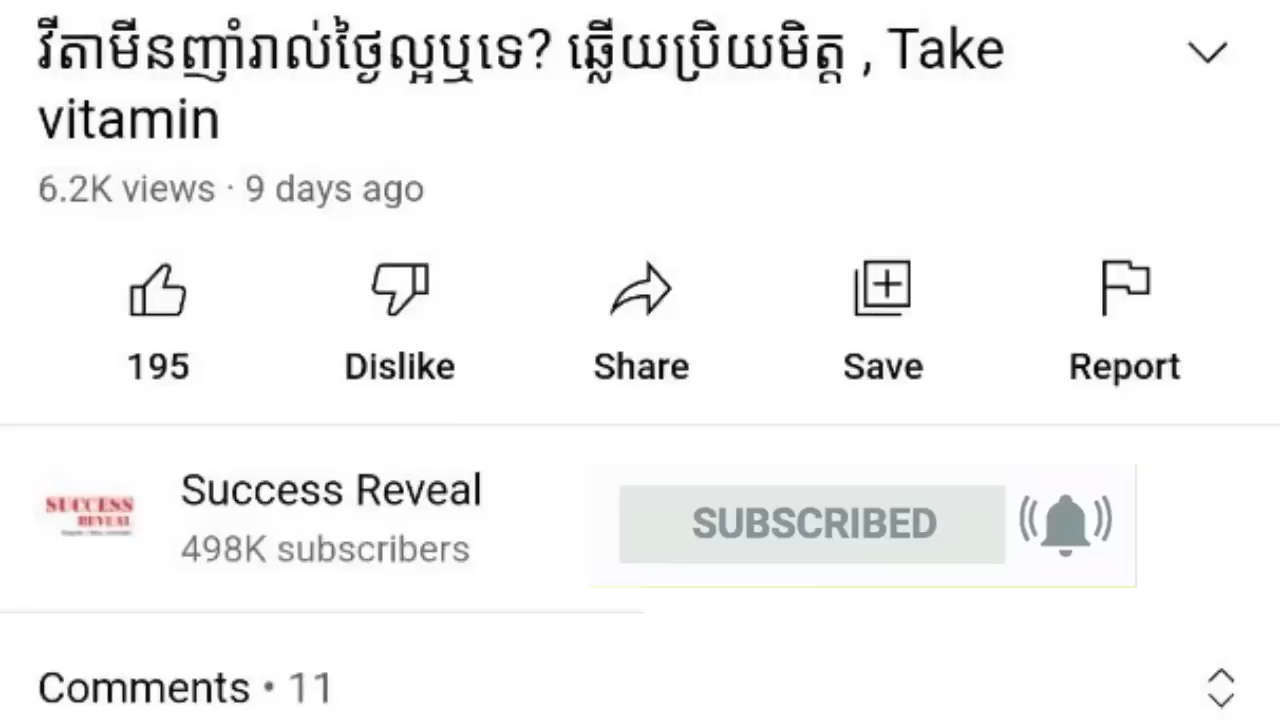 វីតាមីនញ៉ាំរាល់ថ្ងៃល្អឬទេ? ឆ្លើយប្រិយមិត្ត , Take
vitamin
6.2K views · 9 days ago
195
Dislike
Share
Save
Report
SUCCESS
REVEAL
Success Reveal
498K subscribers
SUBSCRIBED
Comments • 11